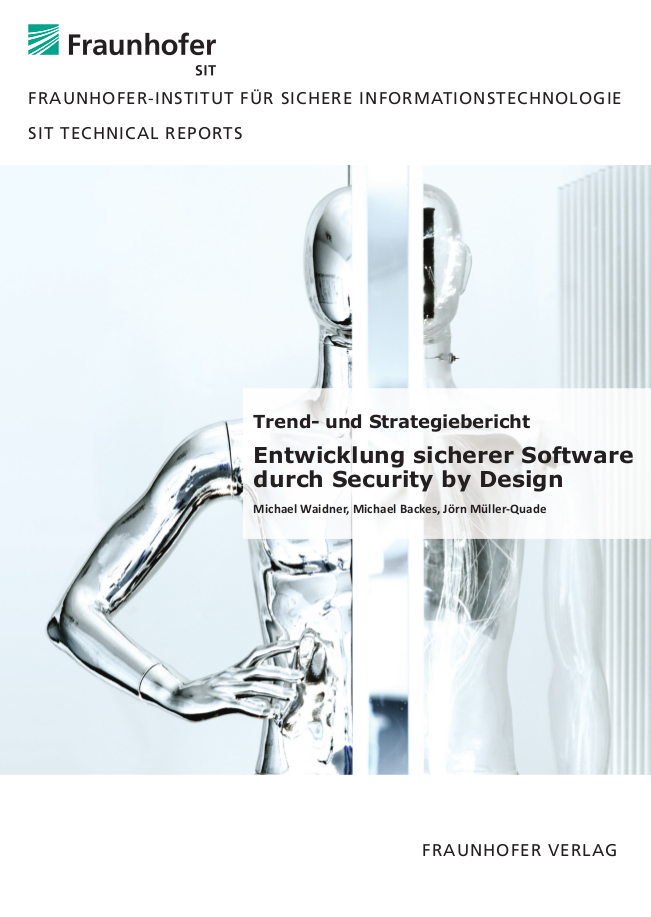 Fraunhofer
SIT
FRAUNHOFER-INSTITUT FÜR SICHERE INFORMATIONSTECHNOLOGIE
SIT TECHNICAL REPORTS
Trend- und Strategiebericht
Entwicklung sicherer Software
durch Security by Design
Michael Waidner, Michael Backes, Jörn Müller-Quade
FRAUNHOFER VERLAG